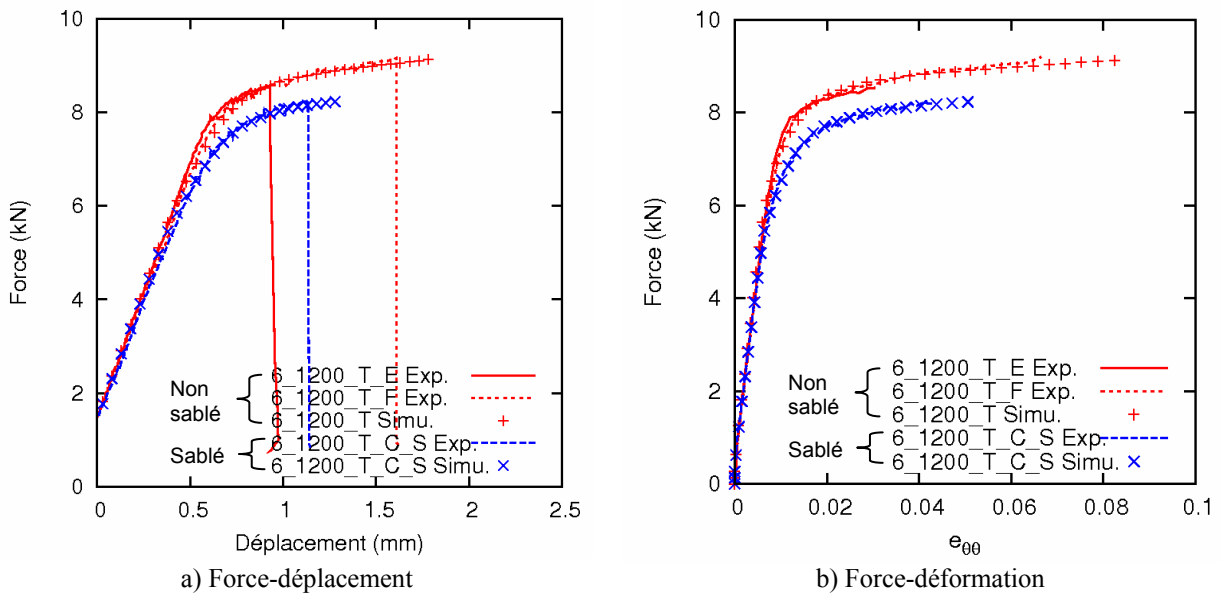 10
8
6
4
2
0
Force (kN)
0
0.5
1
1.5
2
2.5
Déplacement (mm)
Non
sablé
Sablé
6_1200_T_E Exp.
6_1200_T_F Exp.
6_1200_T Simu.
6_1200_T_C_S Exp.
6_1200_T_C_S Simu.
a) Force-déplacement
10
8
6
4
2
0
Force (kN)
0
0.02
0.04
0.06
0.08
0.1
eθθ
Non
sablé
Sablé
6_1200_T_E Exp.
6_1200_T_F Exp.
6_1200_T Simu.
6_1200_T_C_S Exp.
6_1200_T_C_S Simu.
b) Force-déformation